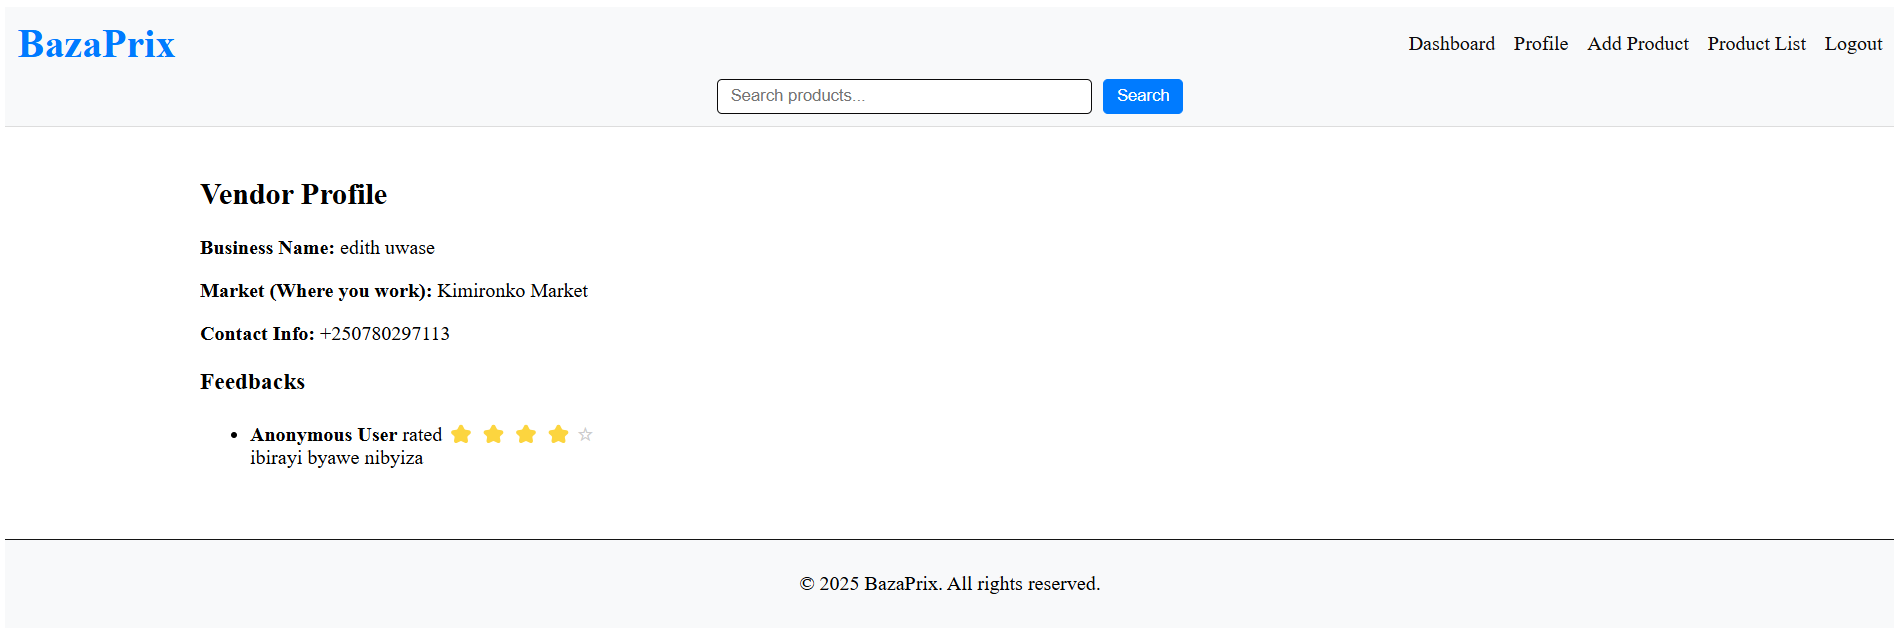 BazaPrix
Dashboard Profile Add Product Product List Logout
Search products... Search
Vendor Profile
Business Name: edith uwase
Market (Where you work): Kimironko Market
Contact Info: +250780297113
Feedbacks
Anonymous User rated
ibirayi byawe nibyiza
© 2025 BazaPrix. All rights reserved.